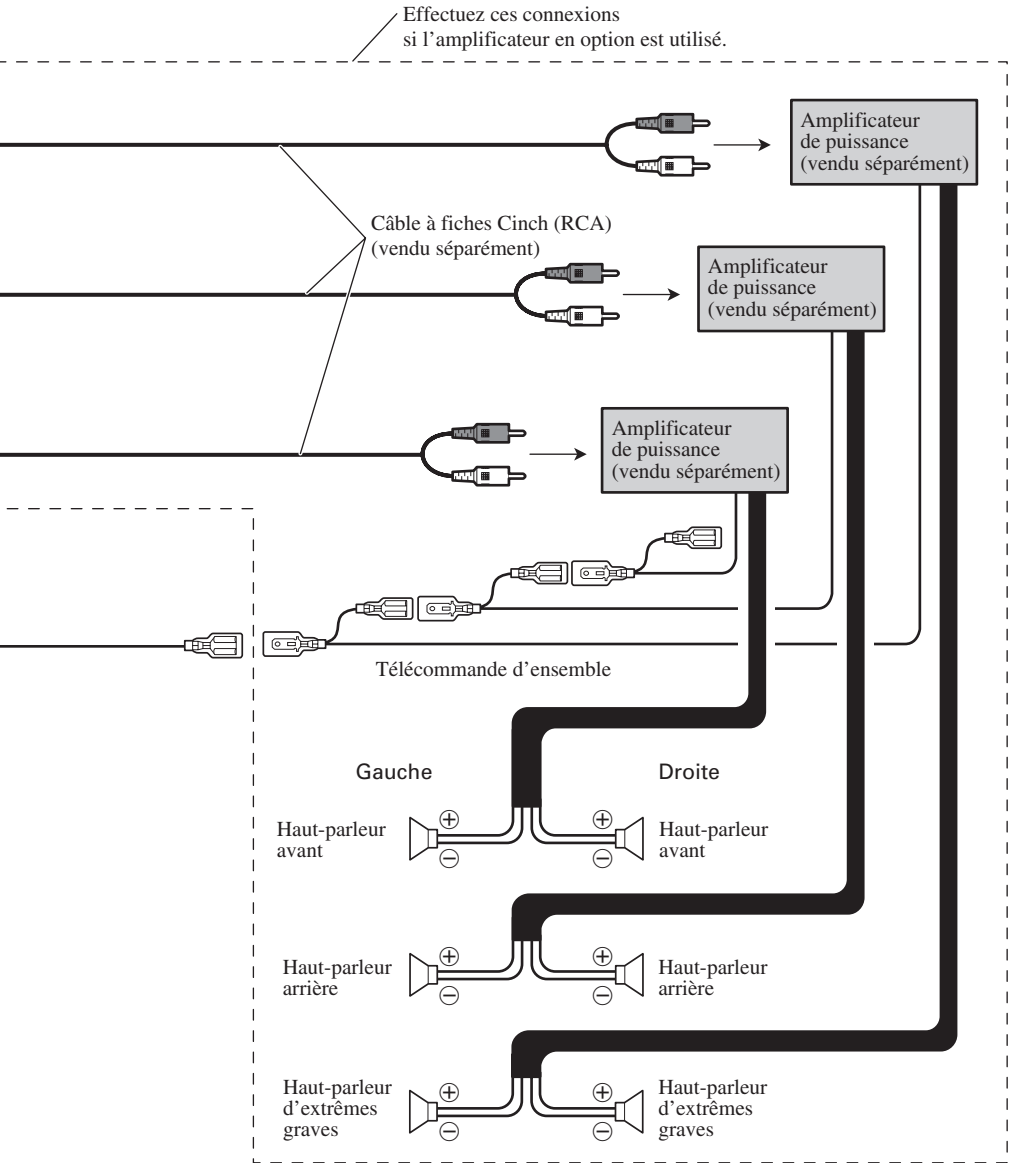 Effectuez ces connexions
si l’amplificateur en option est utilisé.
Amplificateur
de puissance
(vendu séparément)
Câble à fiches Cinch (RCA)
(vendu séparément)
Amplificateur
de puissance
(vendu séparément)
Amplificateur
de puissance
(vendu séparément)
Télécommande d’ensemble
Gauche
Droite
Haut-parleur
avant
+
−
+
−
Haut-parleur
avant
Haut-parleur
arrière
+
−
+
−
Haut-parleur
arrière
Haut-parleur
d’extrêmes
graves
+
−
+
−
Haut-parleur
d’extrêmes
graves